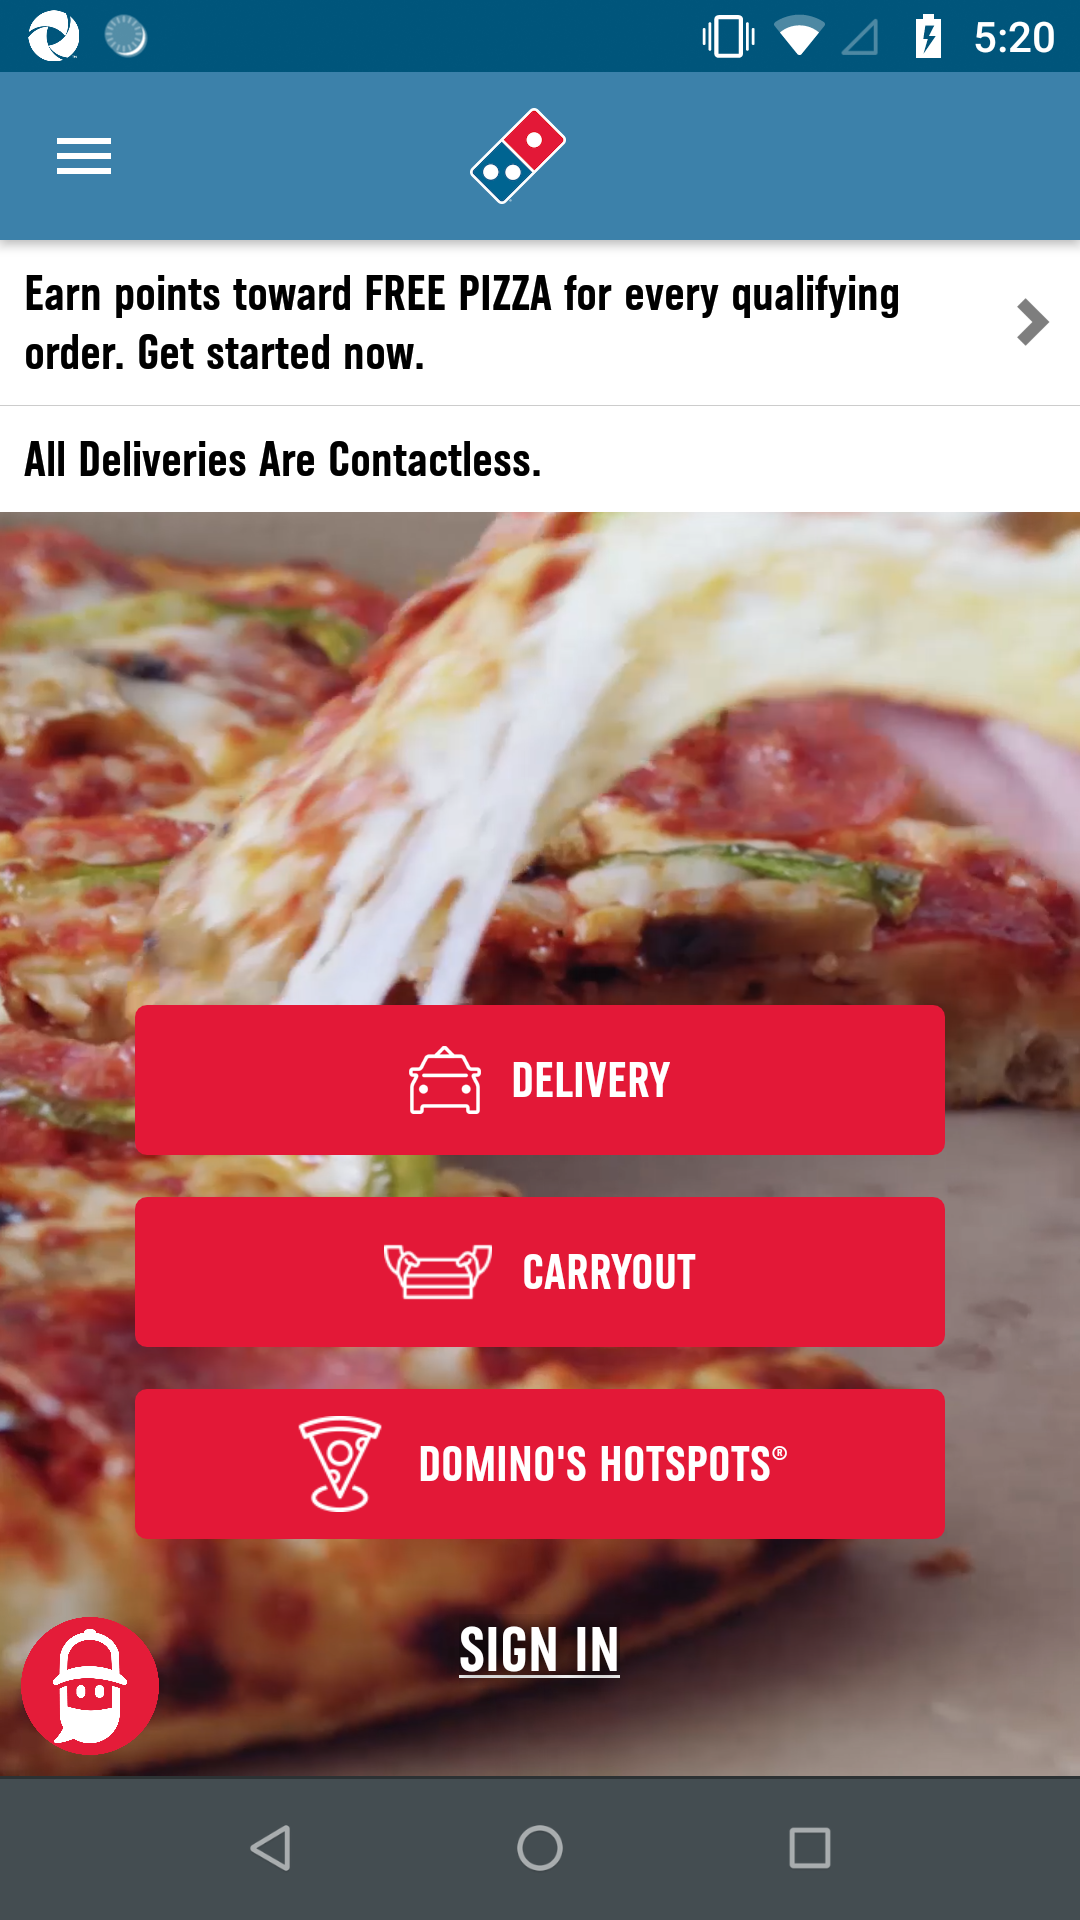 5:20
Earn points toward FREE PIZZA for every qualifying
order. Get started now.
All Deliveries Are Contactless.
DELIVERY
CARRYOUT
DOMINO'S HOTSPOTS®
SIGN IN